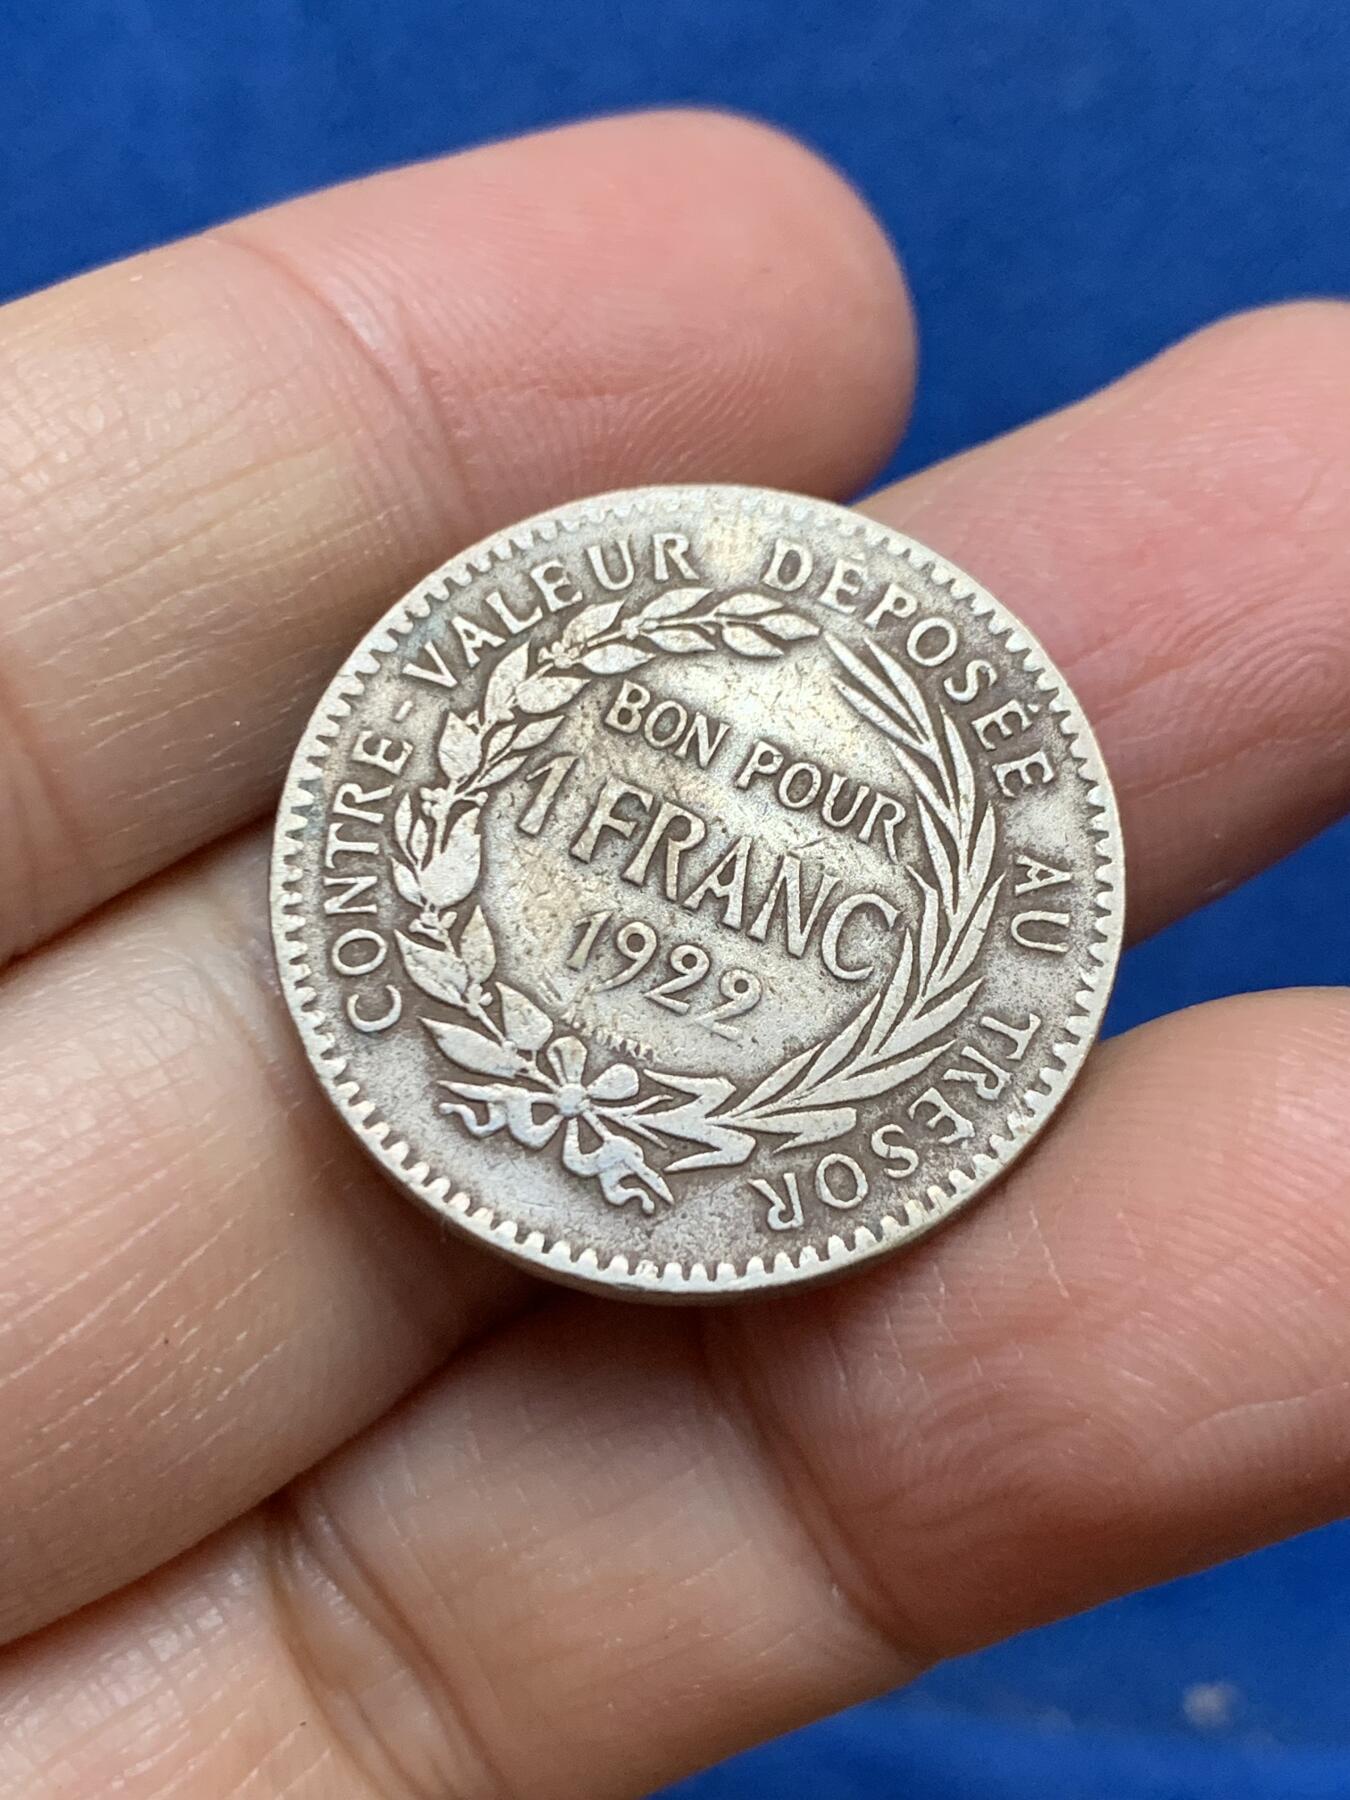 CONTRE-VALEUR DÉPOSÉE AU TRÉSOR
BON POUR
1 FRANC
1922